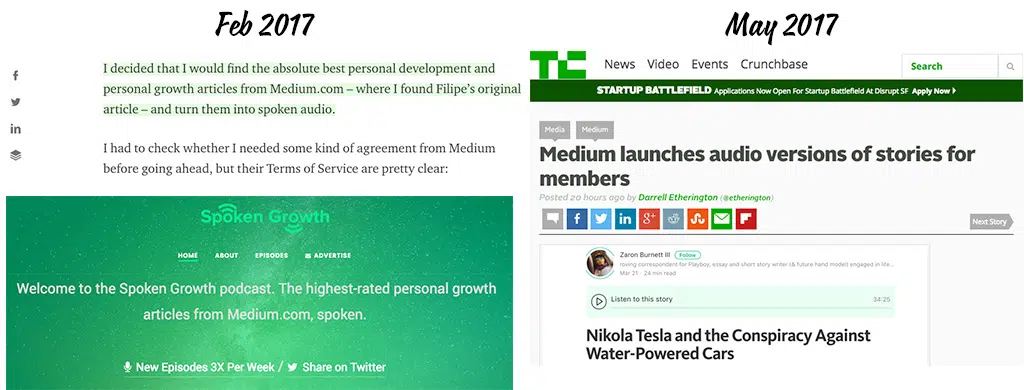 Feb 2017
I decided that I would find the absolute best personal development and
personal growth articles from Medium.com – where I found Filipe's original
article – and turn them into spoken audio.
I had to check whether I needed some kind of agreement from Medium
before going ahead, but their Terms of Service are pretty clear:
Spoken Growth
HOME ABOUT EPISODES ADVERTISE
Welcome to the Spoken Growth podcast. The highest-rated personal growth
articles from Medium.com, spoken.
New Episodes 3X Per Week / Share on Twitter
May 2017
TC News Video Events Crunchbase Search
STARTUP BATTLEFIELD Applications Now Open For Startup Battlefield At Disrupt SF Apply Now
Media Medium
Medium launches audio versions of stories for
members
Posted 20 hours ago by Darrell Etherington (@etherington)
Next Story
Zaron Burnett III Follow
roving correspondent for Playboy, essay and short story writer (& future hand model) engaged in life...
Mar 21 · 24 min read
Listen to this story 34:25
Nikola Tesla and the Conspiracy Against
Water-Powered Cars